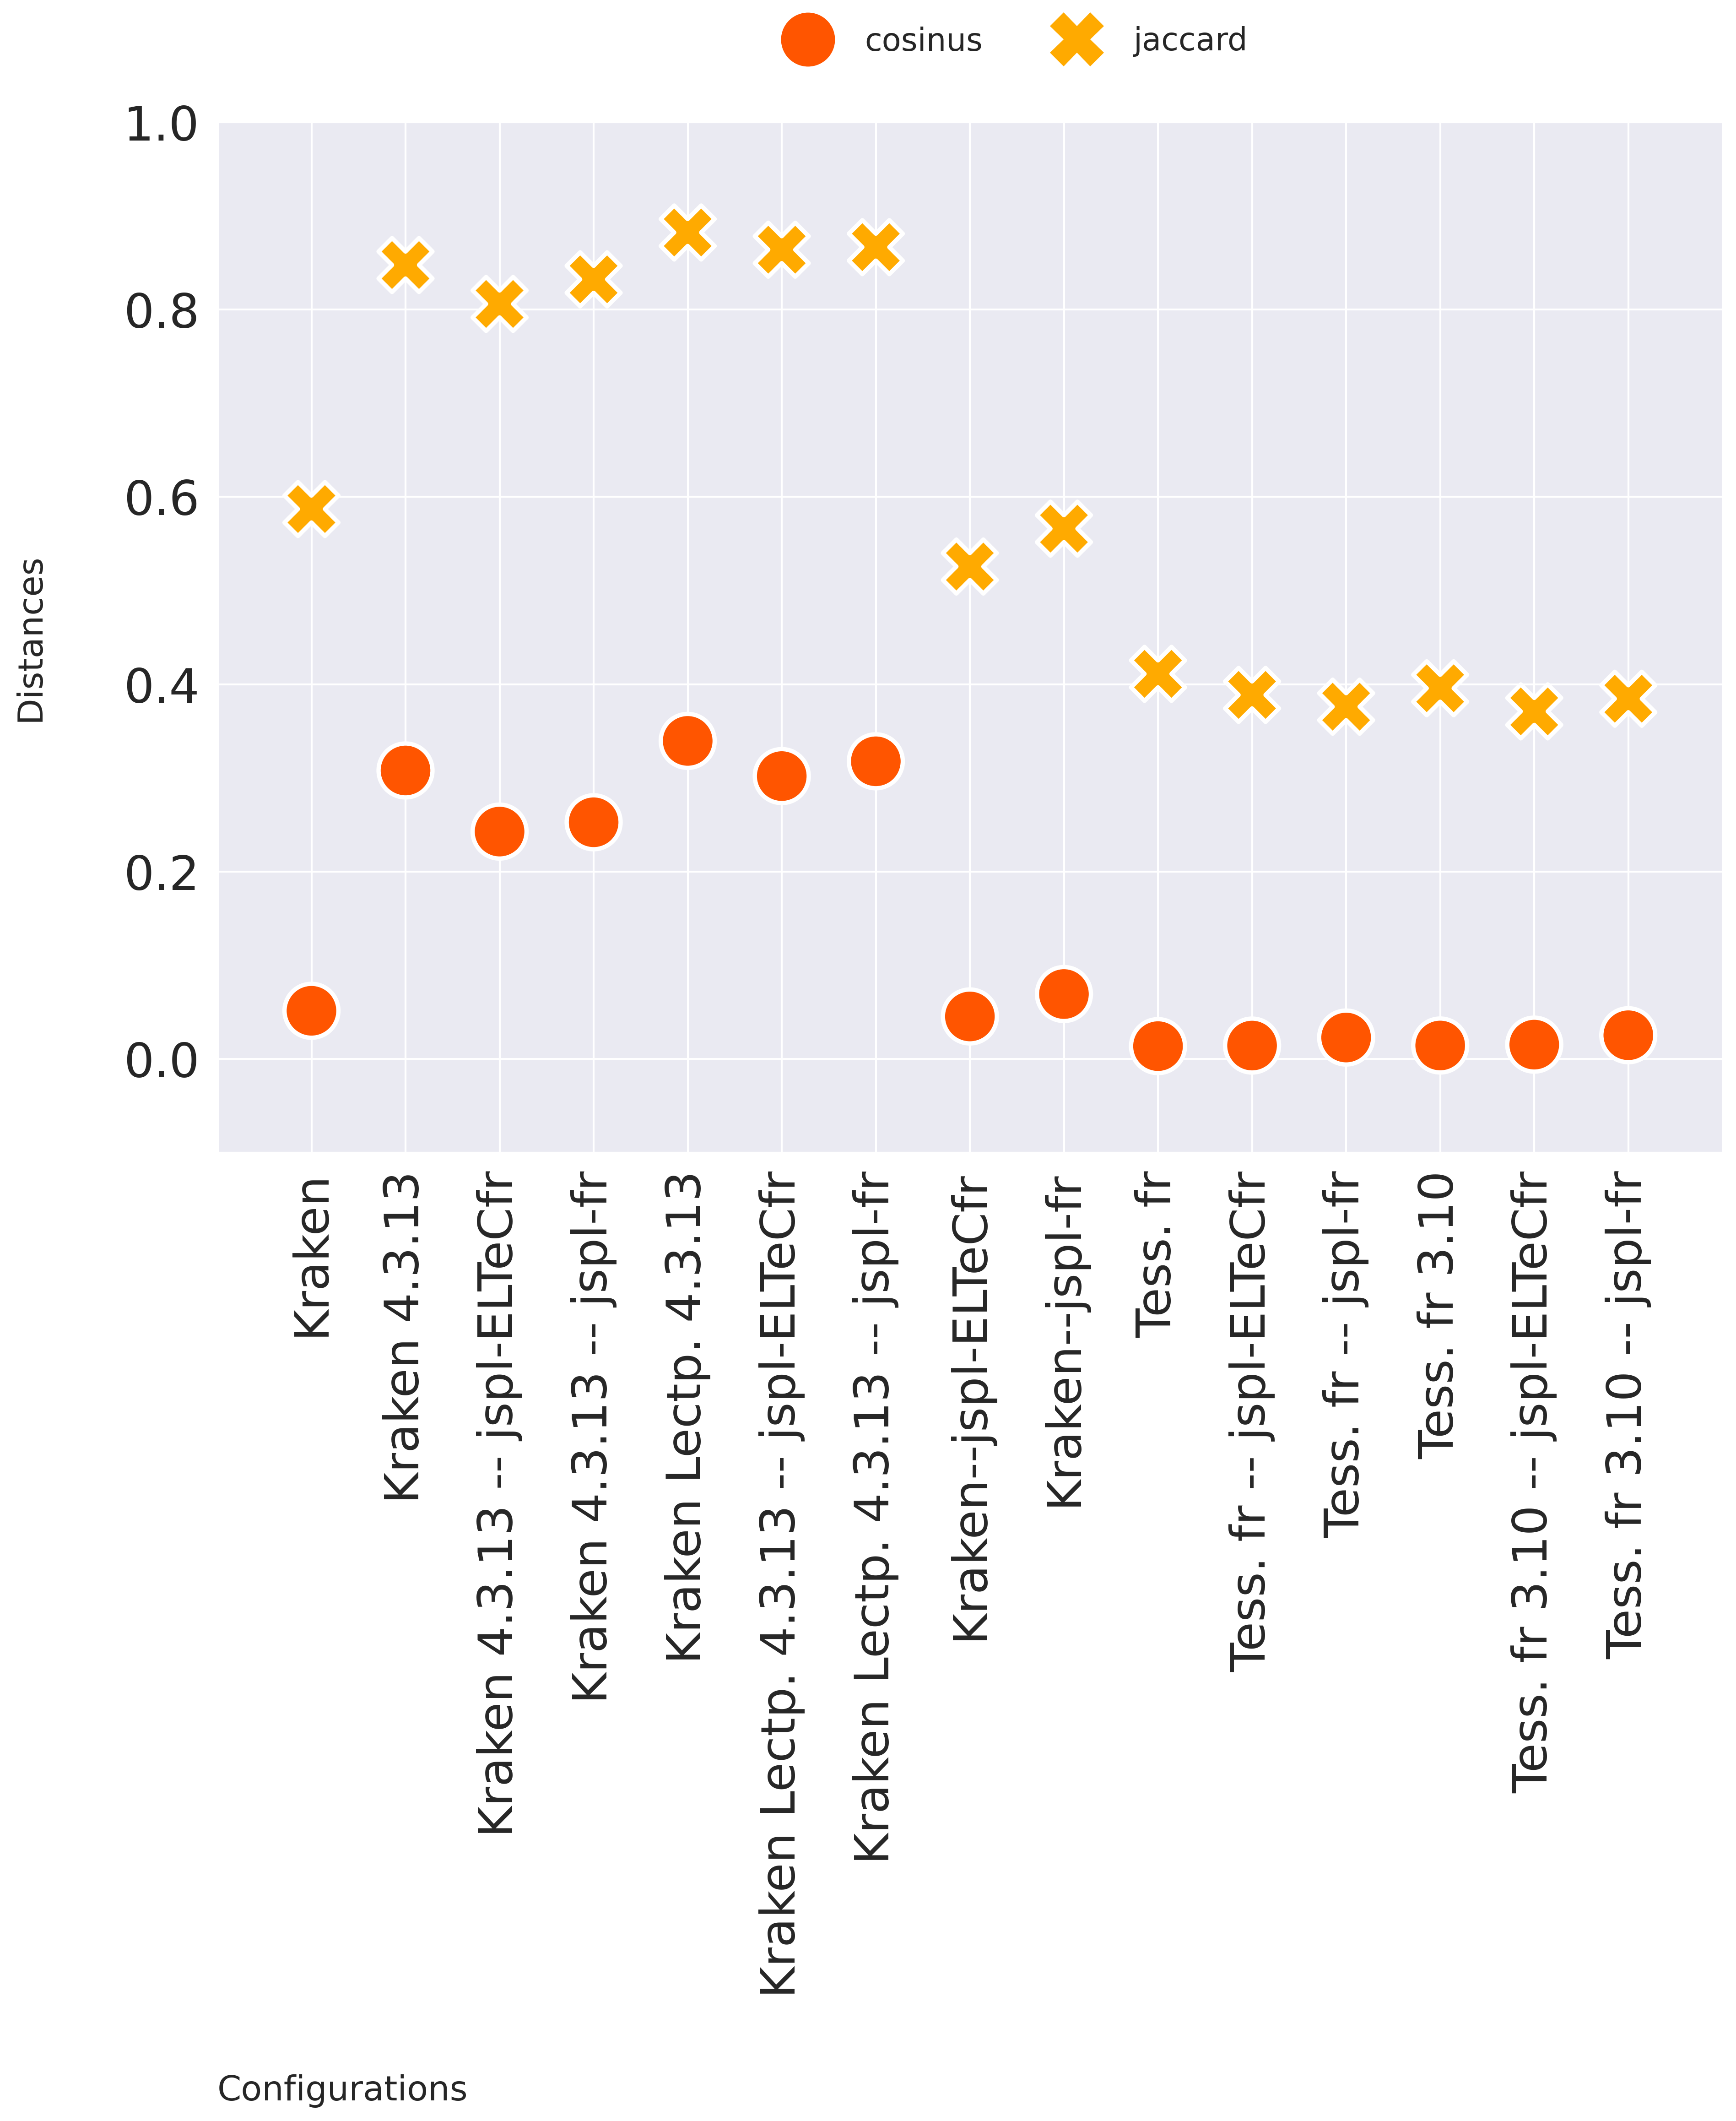 cosinus
jaccard
1.0
0.8
0.6
0.4
0.2
0.0
Distances
Kraken
Kraken 4.3.13
Kraken 4.3.13 -- jspl-ELTeCfr
Kraken 4.3.13 -- jspl-fr
Kraken Lectp. 4.3.13
Kraken Lectp. 4.3.13 -- jspl-ELTeCfr
Kraken Lectp. 4.3.13 -- jspl-fr
Kraken--jspl-ELTeCfr
Kraken--jspl-fr
Tess. fr
Tess. fr -- jspl-ELTeCfr
Tess. fr -- jspl-fr
Tess. fr 3.10
Tess. fr 3.10 -- jspl-ELTeCfr
Tess. fr 3.10 -- jspl-fr
Configurations